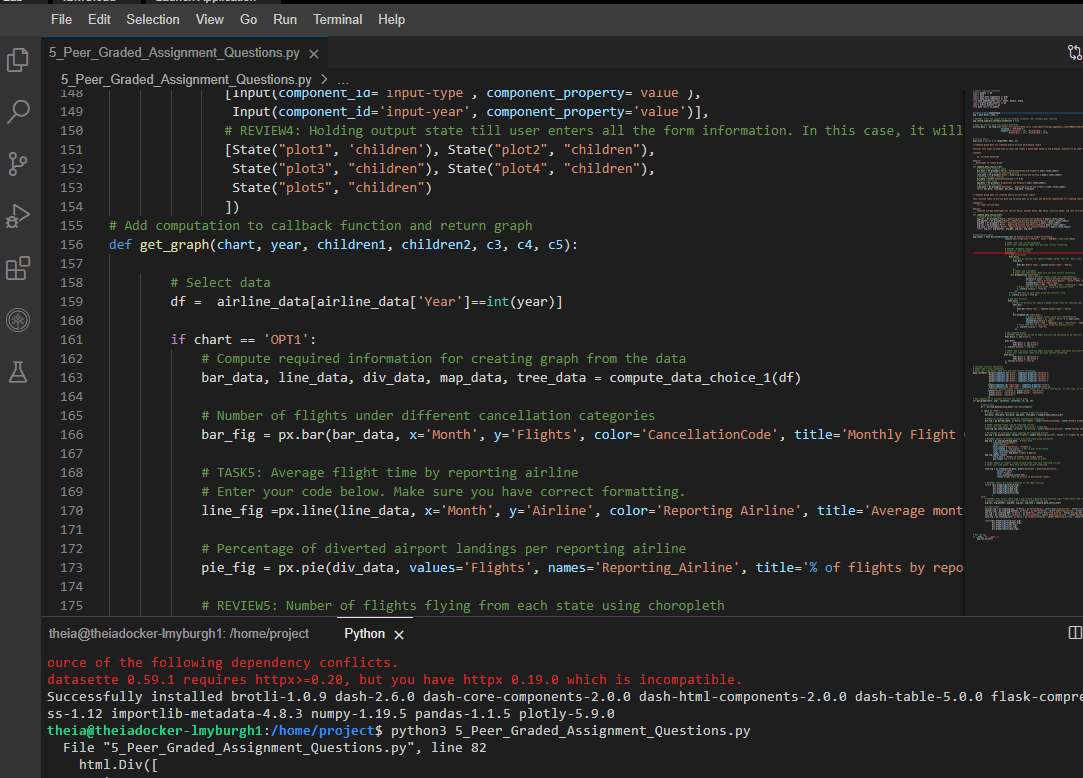 File Edit Selection View Go Run Terminal Help
5_Peer_Graded_Assignment_Questions.py ×
5_Peer_Graded_Assignment_Questions.py > ...
148 [Input(component_id='input-type', component_property='value'),
149 Input(component_id='input-year', component_property='value')],
150 # REVIEW4: Holding output state till user enters all the form information. In this case, it will
151 [State("plot1", 'children'), State("plot2", "children"),
152 State("plot3", "children"), State("plot4", "children"),
153 State("plot5", "children")
154 ])
155 # Add computation to callback function and return graph
156 def get_graph(chart, year, children1, children2, c3, c4, c5):
157
158 # Select data
159 df = airline_data[airline_data['Year']==int(year)]
160
161 if chart == 'OPT1':
162 # Compute required information for creating graph from the data
163 bar_data, line_data, div_data, map_data, tree_data = compute_data_choice_1(df)
164
165 # Number of flights under different cancellation categories
166 bar_fig = px.bar(bar_data, x='Month', y='Flights', color='CancellationCode', title='Monthly Flight
167
168 # TASK5: Average flight time by reporting airline
169 # Enter your code below. Make sure you have correct formatting.
170 line_fig =px.line(line_data, x='Month', y='Airline', color='Reporting Airline', title='Average mont
171
172 # Percentage of diverted airport landings per reporting airline
173 pie_fig = px.pie(div_data, values='Flights', names='Reporting_Airline', title='% of flights by repo
174
175 # REVIEW5: Number of flights flying from each state using choropleth
theia@theiadocker-lmyburgh1: /home/project Python ×
ource of the following dependency conflicts.
datasette 0.59.1 requires httpx>=0.20, but you have httpx 0.19.0 which is incompatible.
Successfully installed brotli-1.0.9 dash-2.6.0 dash-core-components-2.0.0 dash-html-components-2.0.0 dash-table-5.0.0 flask-compre
ss-1.12 importlib-metadata-4.8.3 numpy-1.19.5 pandas-1.1.5 plotly-5.9.0
theia@theiadocker-lmyburgh1:/home/project$ python3 5_Peer_Graded_Assignment_Questions.py
File "5_Peer_Graded_Assignment_Questions.py", line 82
html.Div([